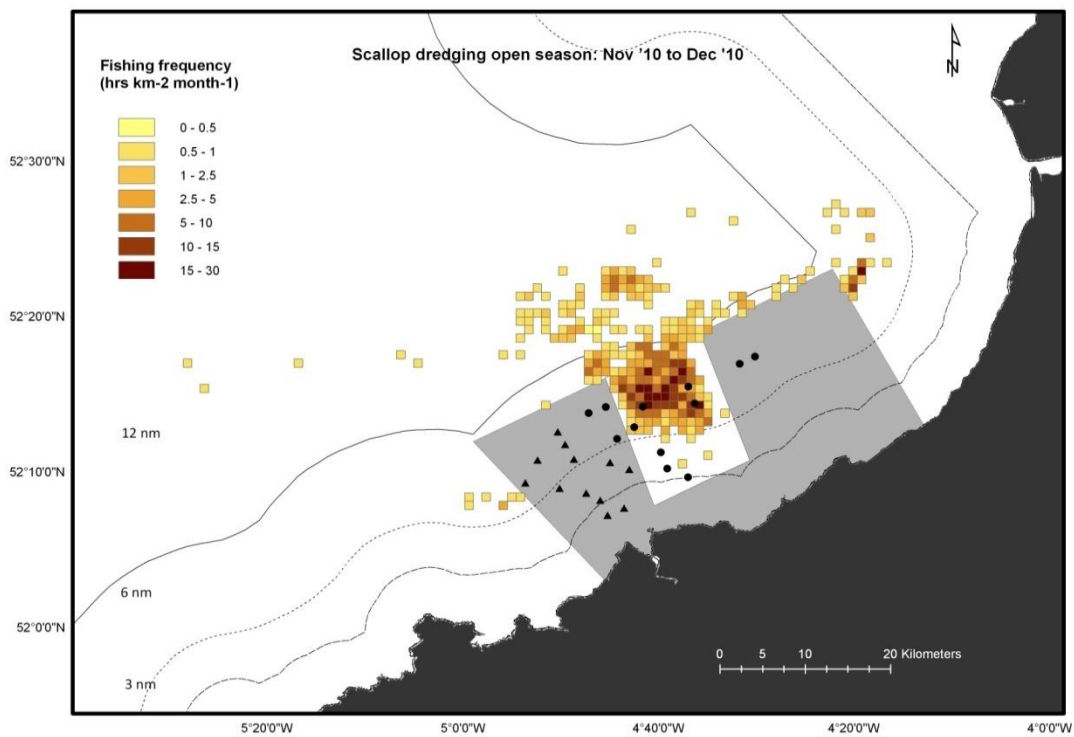 Scallop dredging open season: Nov '10 to Dec '10
N
Fishing frequency
(hrs km-2 month-1)
0 - 0.5
0.5 - 1
1 - 2.5
2.5 - 5
5 - 10
10 - 15
15 - 30
52°30'0"N
52°20'0"N
52°10'0"N
52°0'0"N
12 nm
6 nm
3 nm
0 5 10 20 Kilometers
5°20'0"W 5°0'0"W 4°40'0"W 4°20'0"W 4°0'0"W